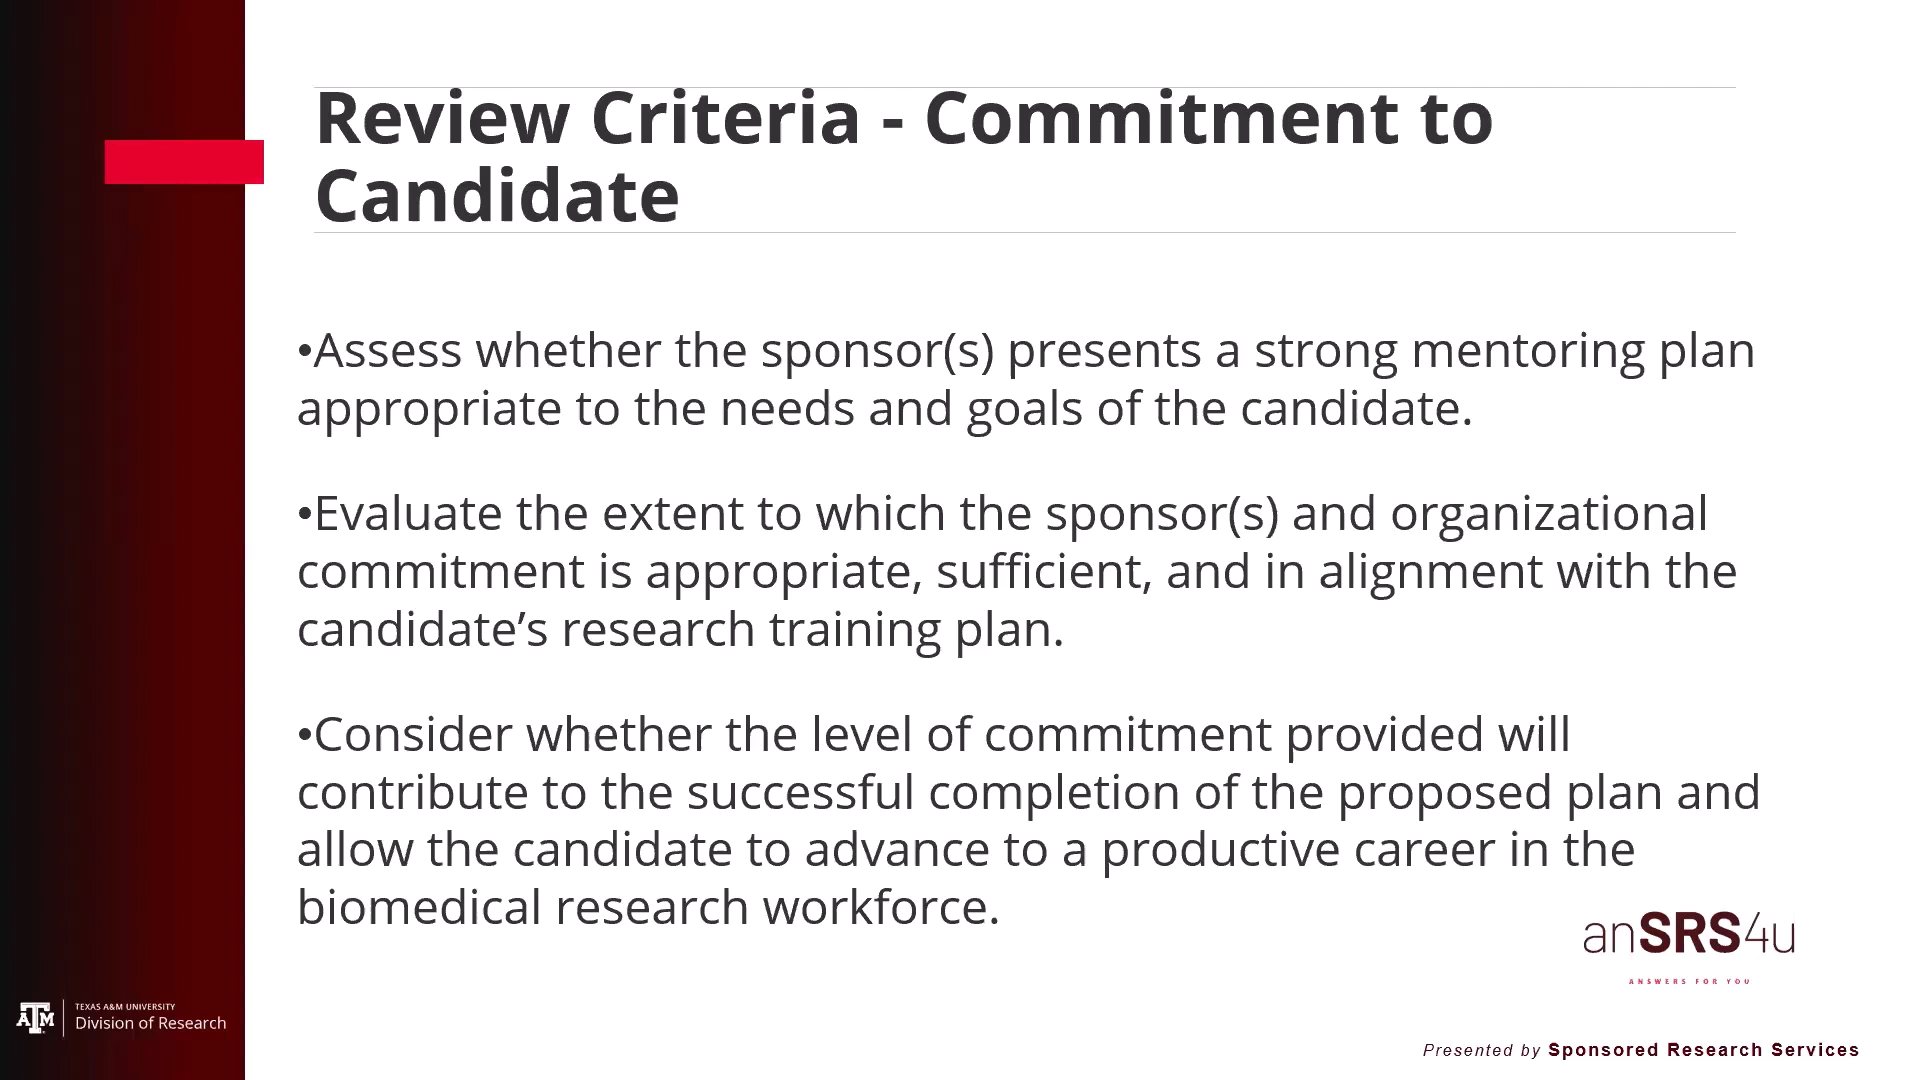 Review Criteria - Commitment to
Candidate
•Assess whether the sponsor(s) presents a strong mentoring plan
appropriate to the needs and goals of the candidate.
•Evaluate the extent to which the sponsor(s) and organizational
commitment is appropriate, sufficient, and in alignment with the
candidate’s research training plan.
•Consider whether the level of commitment provided will
contribute to the successful completion of the proposed plan and
allow the candidate to advance to a productive career in the
biomedical research workforce.
anSRS4u
ANSWERS FOR YOU
ATM
TEXAS A&M UNIVERSITY
Division of Research
Presented by Sponsored Research Services